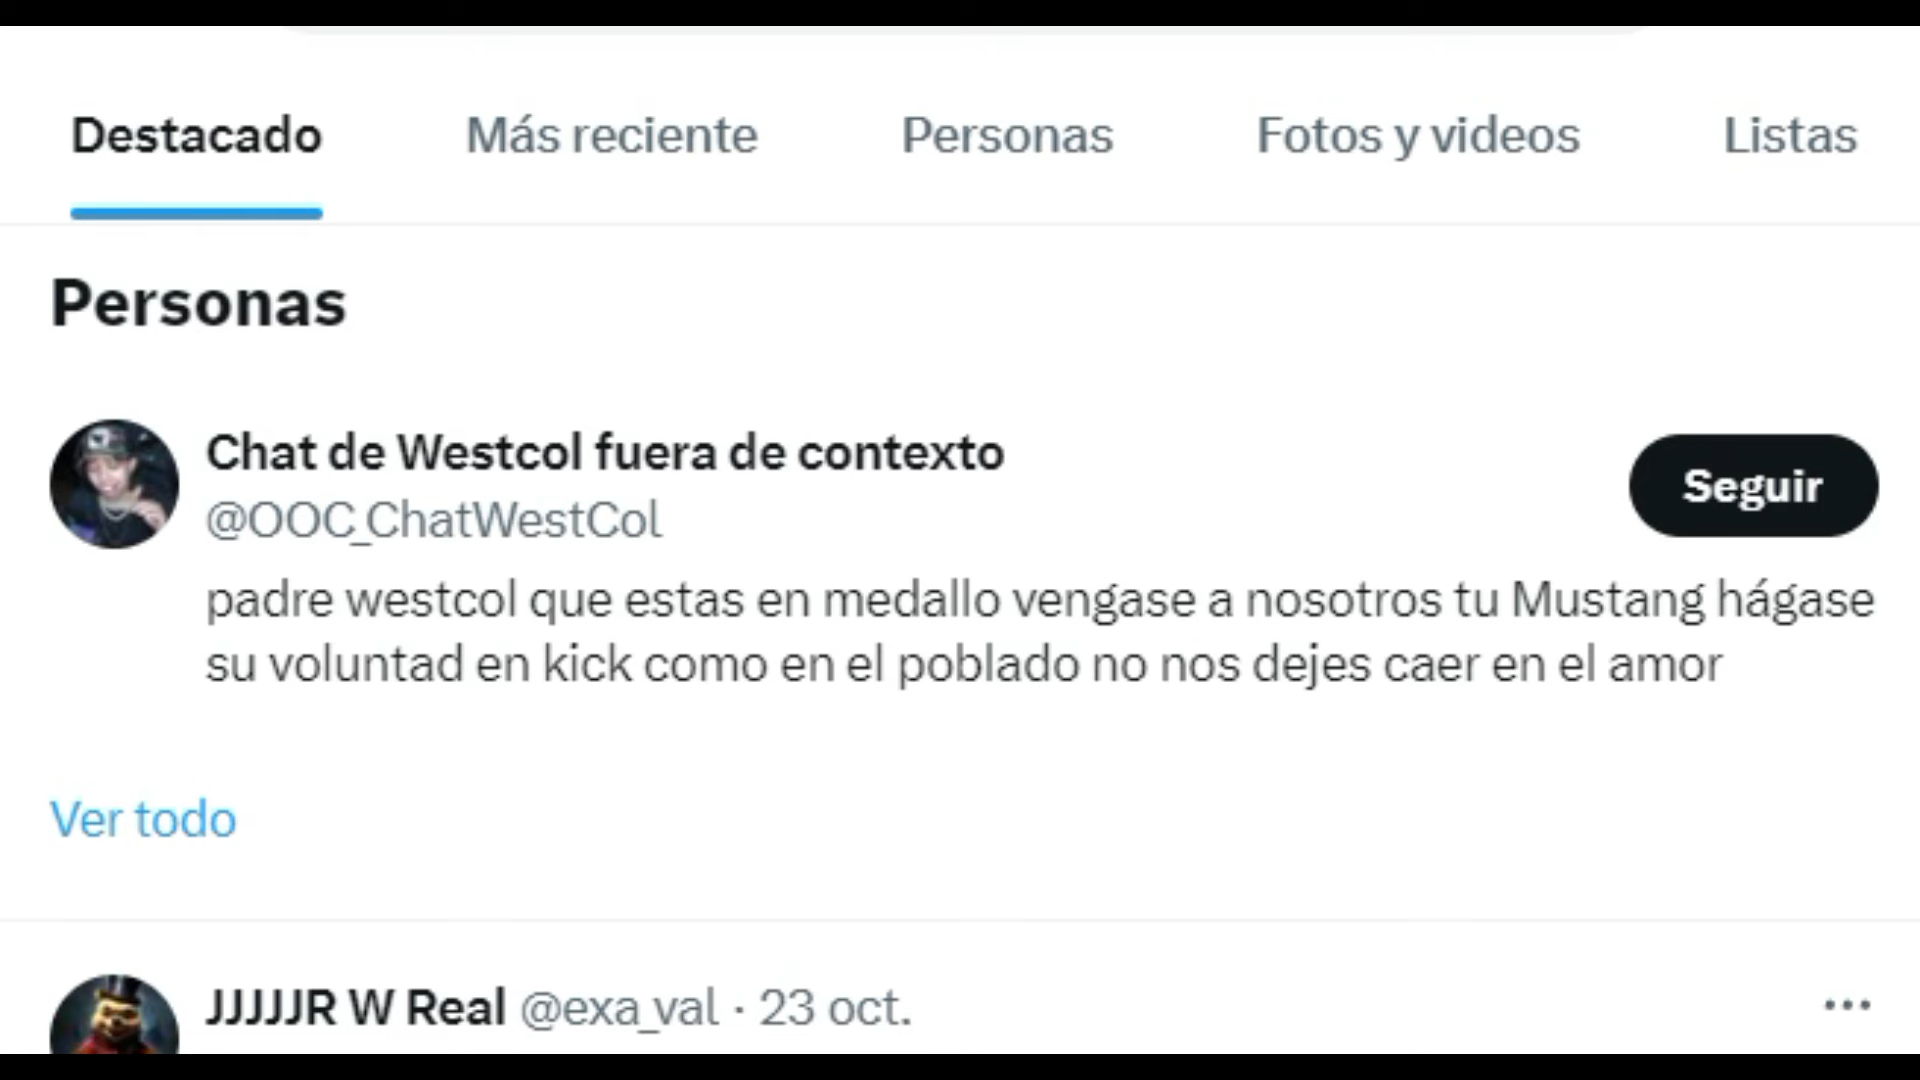 Destacado Más reciente Personas Fotos y videos Listas
Personas
Chat de Westcol fuera de contexto
@OOC_ChatWestCol
Seguir
padre westcol que estas en medallo vengase a nosotros tu Mustang hágase
su voluntad en kick como en el poblado no nos dejes caer en el amor
Ver todo
JJJJJR W Real @exa_val · 23 oct.